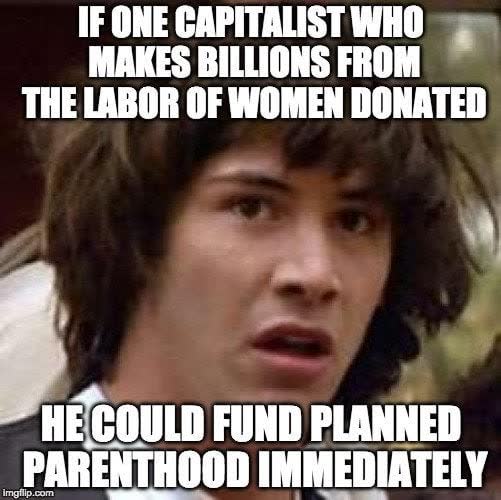 IF ONE CAPITALIST WHO
MAKES BILLIONS FROM
THE LABOR OF WOMEN DONATED
HE COULD FUND PLANNED
PARENTHOOD IMMEDIATELY
imgflip.com